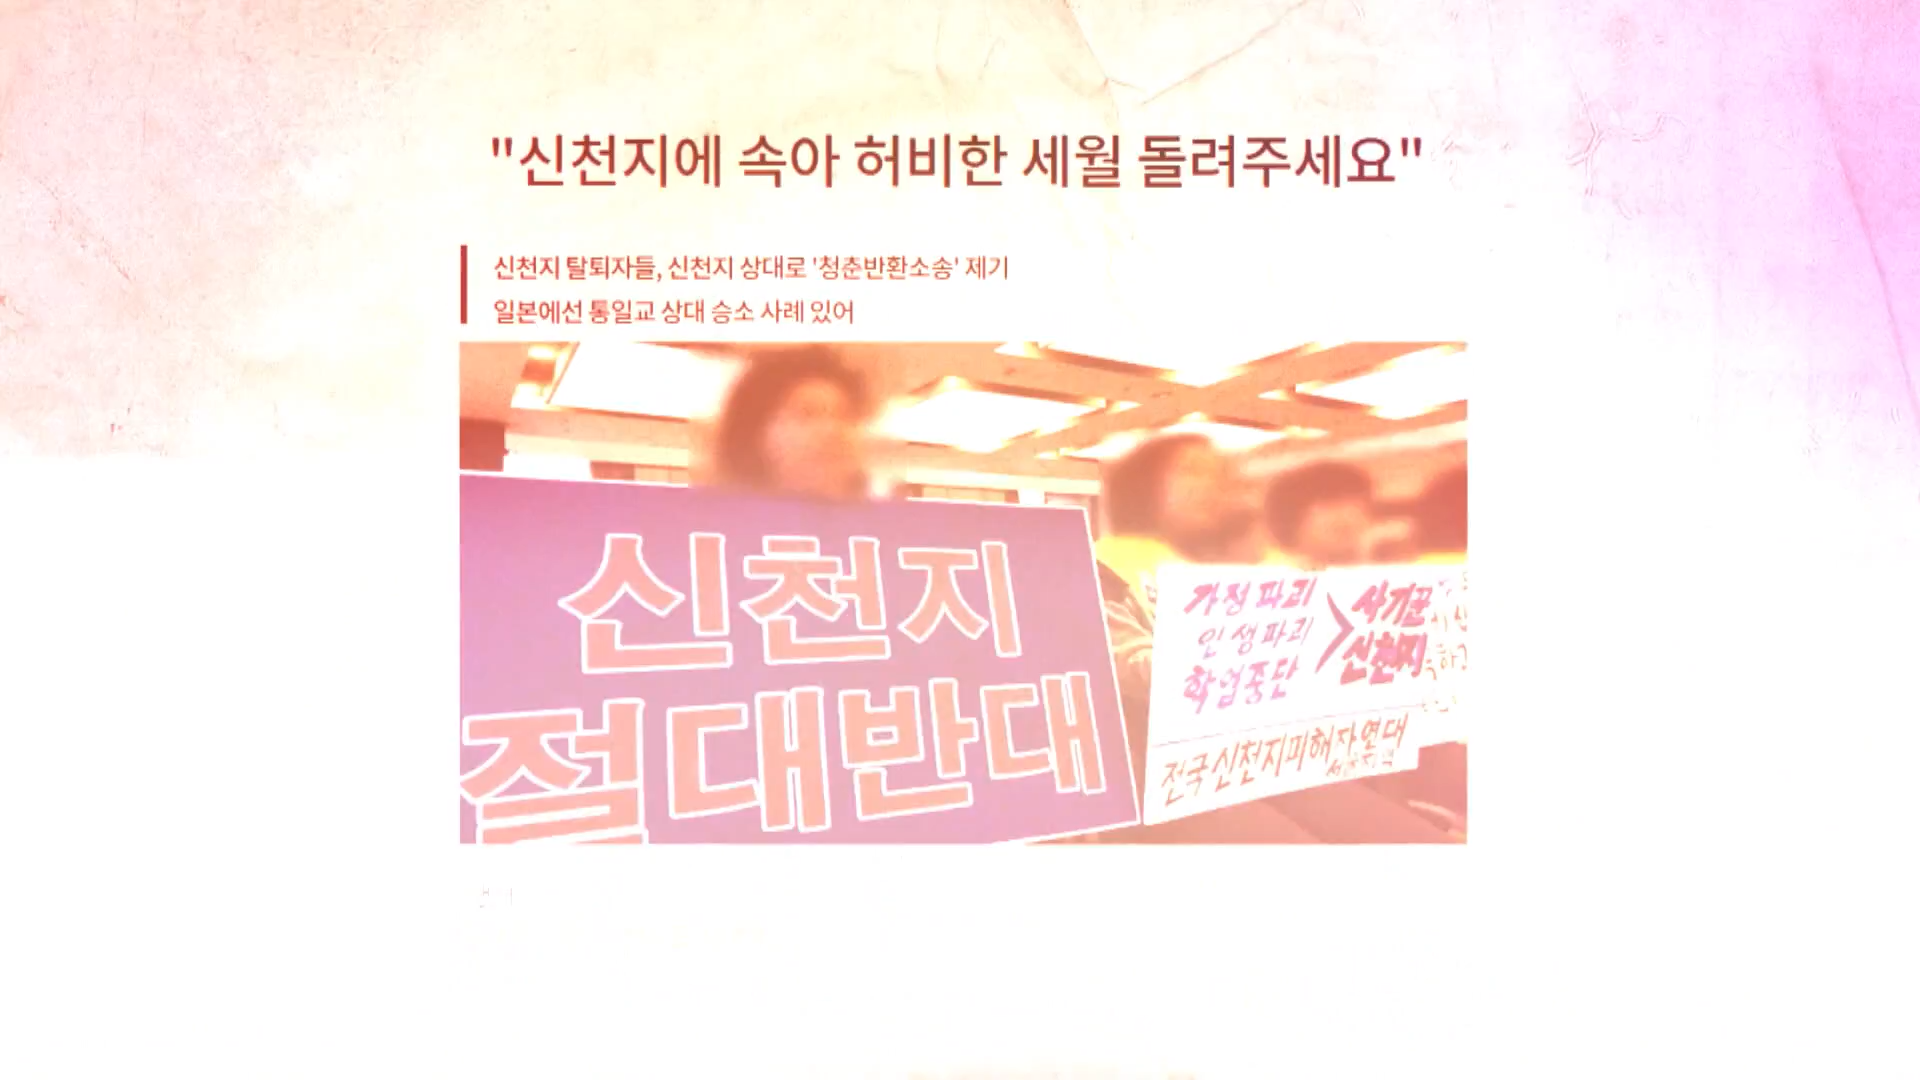 "신천지에 속아 허비한 세월 돌려주세요"
신천지 탈퇴자들, 신천지 상대로 '청춘반환소송' 제기
일본에선 통일교 상대 승소 사례 있어
신천지
절대반대
가정파괴
인생파괴
학업중단
사기꾼
신천지
전국신천지피해자연대